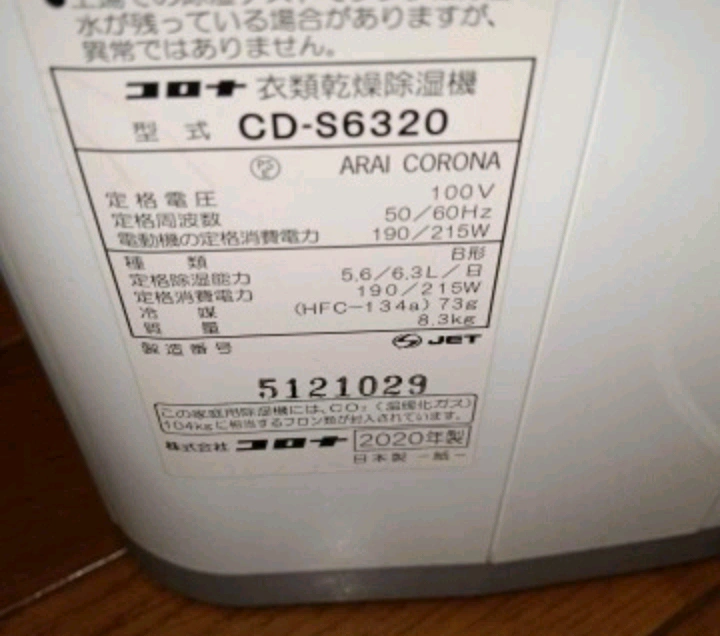 水が残っている場合がありますが、
異常ではありません。
コロナ 衣類乾燥除湿機
型 式 CD-S6320
PSE ARAI CORONA
定格電圧 100V
定格周波数 50/60Hz
電動機の定格消費電力 190/215W
種 類 B形
定格除湿能力 5.6/6.3L/日
定格消費電力 190/215W
冷 媒 (HFC-134a) 73g
質 量 8.3kg
製造番号 JET
5121029
この家庭用除湿機には、CO₂(温暖化ガス)
104kgに相当するフロン類が封入されています。
株式会社 コロナ 2020年製
日本製 -紙-